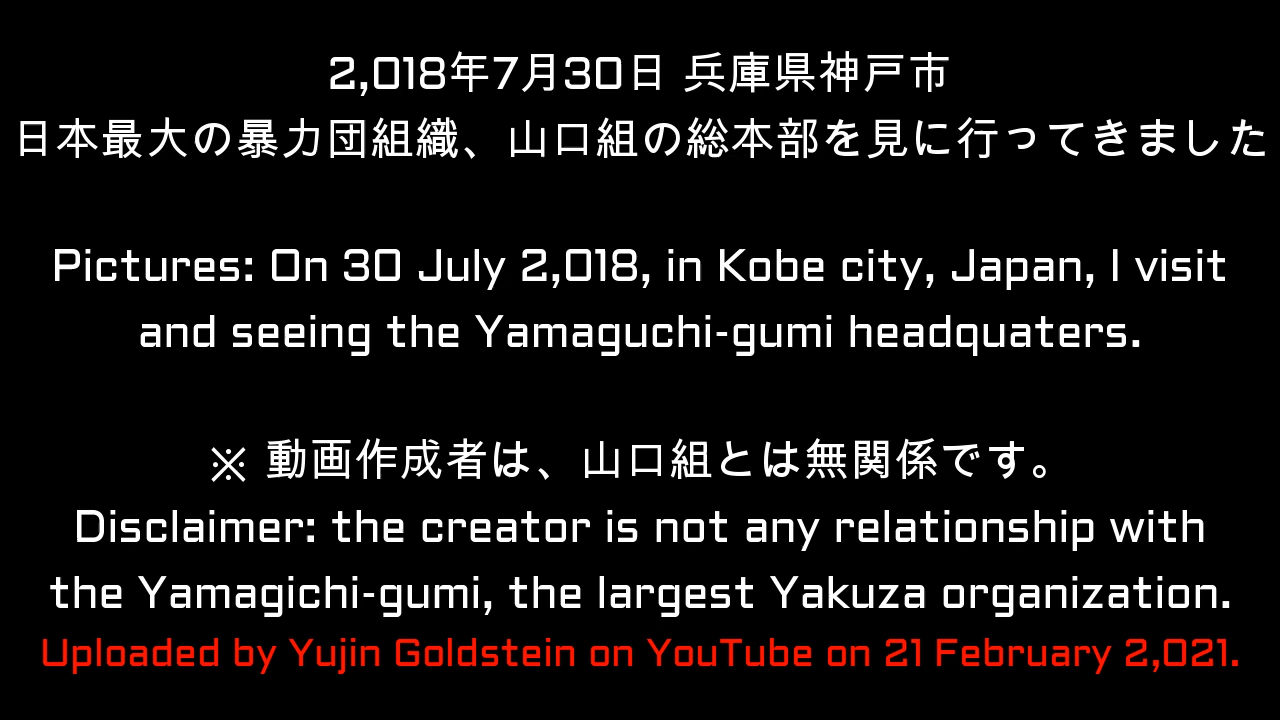 2,018年7月30日 兵庫県神戸市
日本最大の暴力団組織、山口組の総本部を見に行ってきました
Pictures: On 30 July 2,018, in Kobe city, Japan, I visit
and seeing the Yamaguchi-gumi headquaters.
※ 動画作成者は、山口組とは無関係です。
Disclaimer: the creator is not any relationship with
the Yamagichi-gumi, the largest Yakuza organization.
Uploaded by Yujin Goldstein on YouTube on 21 February 2,021.